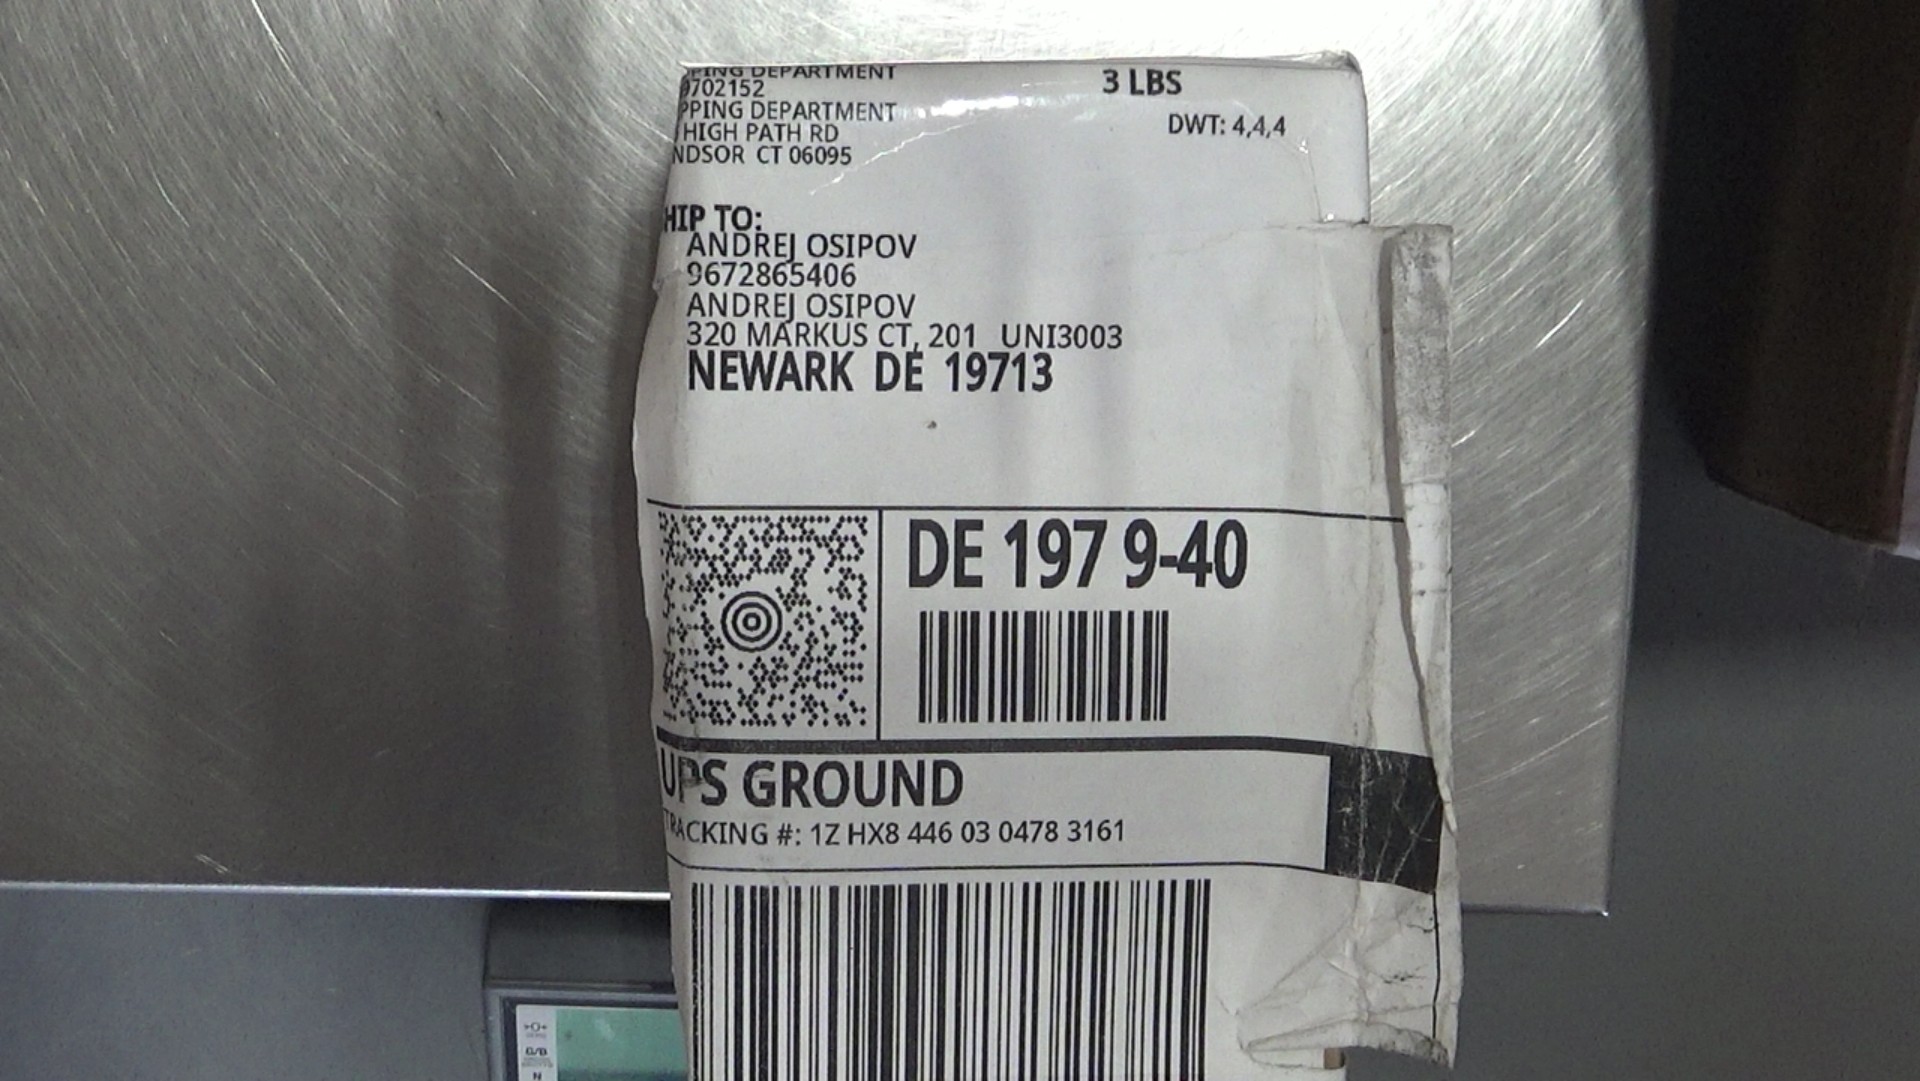 PING DEPARTMENT
9702152
PPING DEPARTMENT
HIGH PATH RD
NDSOR CT 06095
3 LBS
DWT: 4,4,4
HIP TO:
ANDREJ OSIPOV
9672865406
ANDREJ OSIPOV
320 MARKUS CT, 201 UNI3003
NEWARK DE 19713
DE 197 9-40
UPS GROUND
TRACKING #: 1Z HX8 446 03 0478 3161
→0←
G/B
N